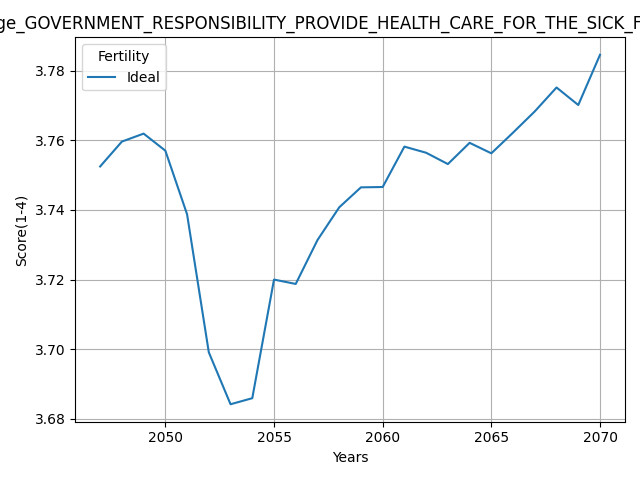 ge_GOVERNMENT_RESPONSIBILITY_PROVIDE_HEALTH_CARE_FOR_THE_SICK_F
Fertility
Ideal
Score(1-4)
3.78
3.76
3.74
3.72
3.70
3.68
2050 2055 2060 2065 2070
Years